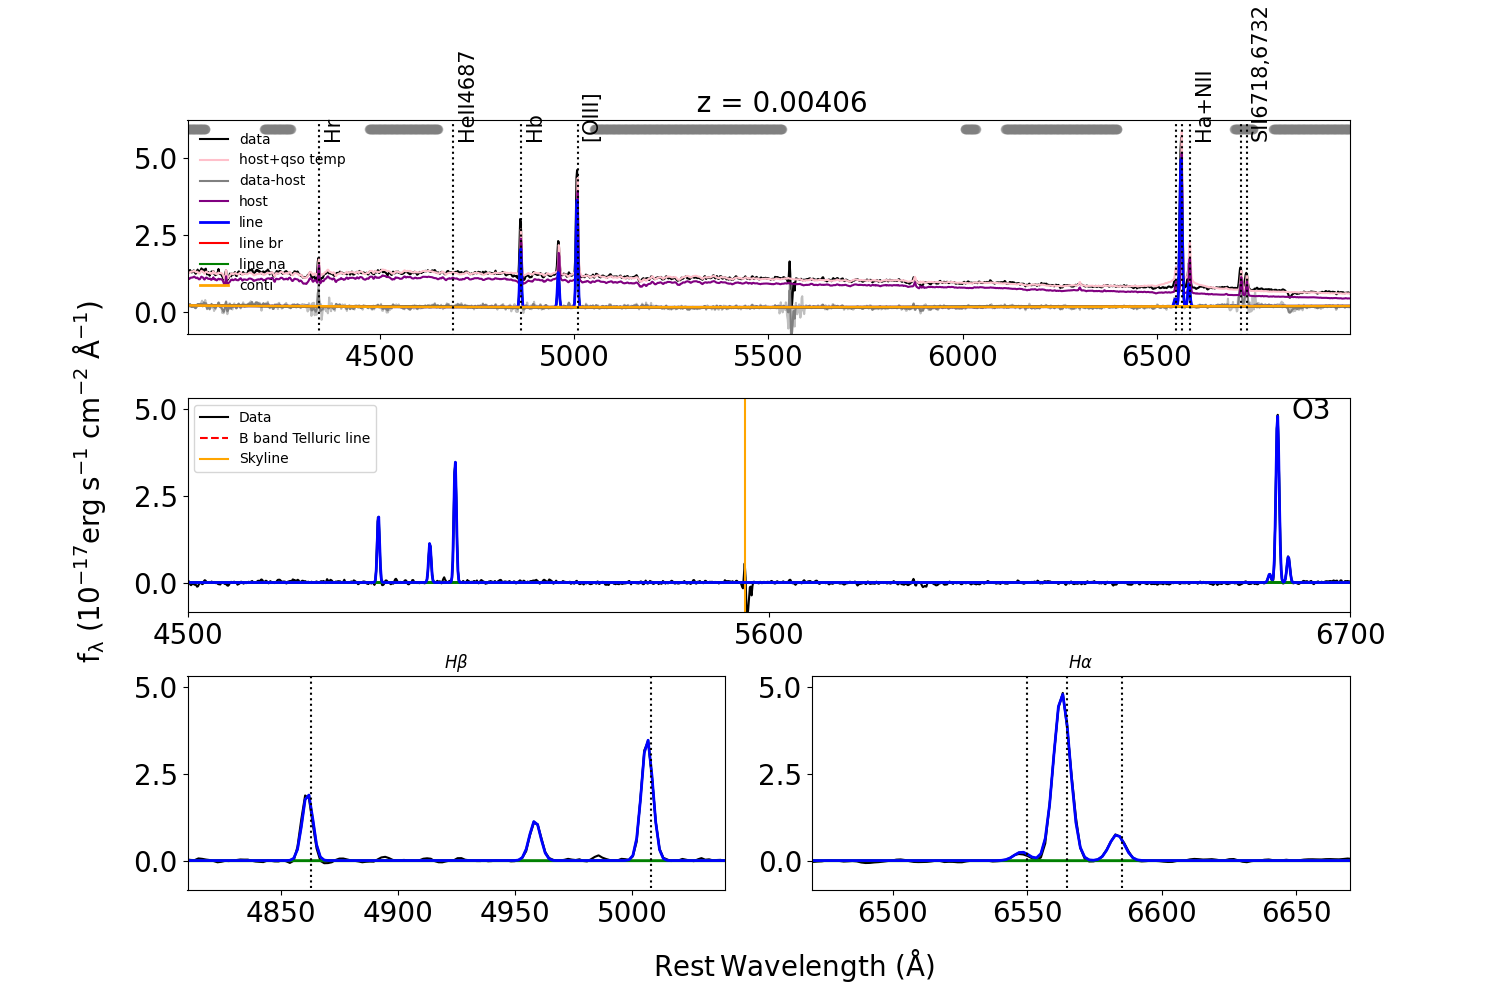 z = 0.00406
Hr
HeII4687
Hb
[OIII]
Ha+NII
SII6718,6732
data
host+qso temp
data-host
host
line
line br
line na
conti
5.0
2.5
0.0
4500
5000
5500
6000
6500
Data
B band Telluric line
Skyline
O3
5.0
2.5
0.0
4500
5600
6700
fλ (10⁻¹⁷erg s⁻¹ cm⁻² Å⁻¹)
Hβ
5.0
2.5
0.0
4850
4900
4950
5000
Hα
5.0
2.5
0.0
6500
6550
6600
6650
Rest Wavelength (Å)